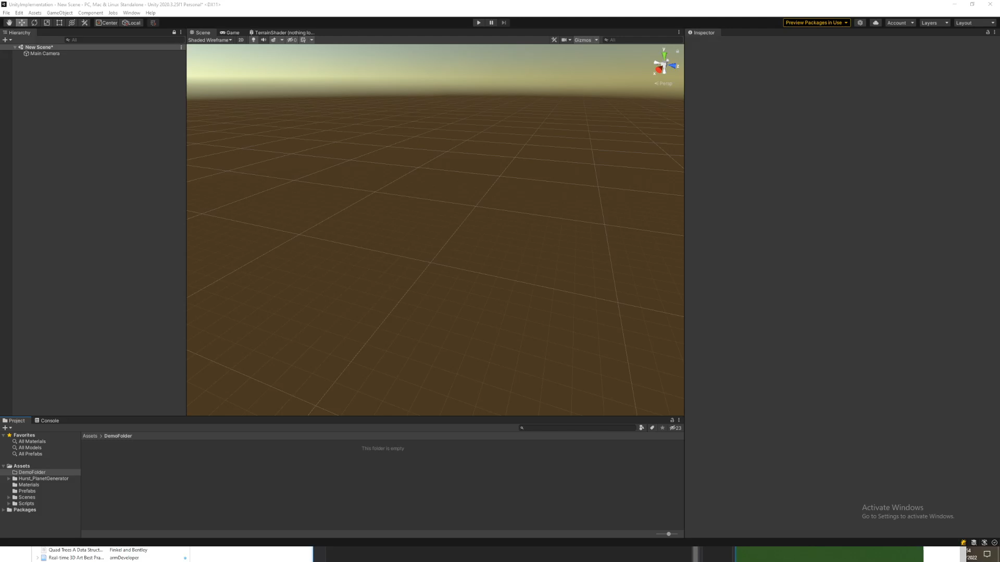 UnityImplementation - New Scene - PC, Mac & Linux Standalone - Unity 2020.3.25f1 Personal* <DX11>
File Edit Assets GameObject Component Jobs Window Help
Center Local Preview Packages in Use Account Layers Layout
Hierarchy Scene Game TerrainShader (nothing lo... Inspector
All Shaded Wireframe 2D 0 Gizmos All
New Scene*
Main Camera
y
z
x
Persp
Project Console
23
Favorites
All Materials
All Models
All Prefabs
Assets > DemoFolder
This folder is empty
Assets
DemoFolder
Hurst_PlanetGenerator
Materials
Prefabs
Scenes
Scripts
Packages
Activate Windows
Go to Settings to activate Windows.
Quad Trees A Data Struct... Finkel and Bentley
Real-time 3D Art Best Pra... armDeveloper
54
/2022